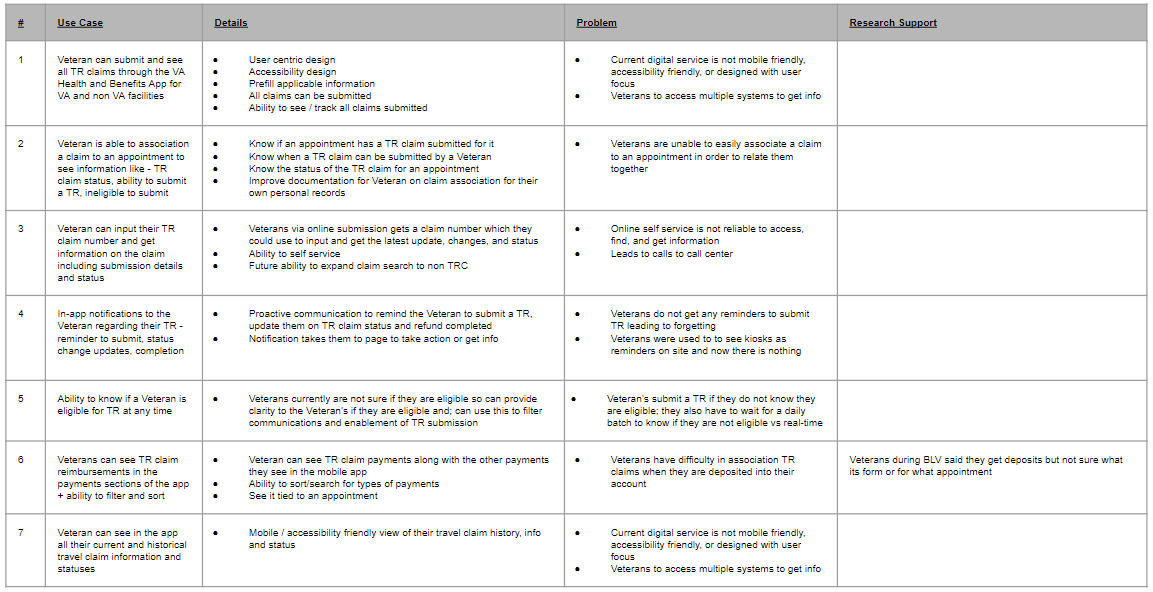 # Use Case Details Problem Research Support
1 Veteran can submit and see
all TR claims through the VA
Health and Benefits App for
VA and non VA facilities
• User centric design
• Accessibility design
• Prefill applicable information
• All claims can be submitted
• Ability to see / track all claims submitted
• Current digital service is not mobile friendly,
accessibility friendly, or designed with user
focus
• Veterans to access multiple systems to get info
2 Veteran is able to association
a claim to an appointment to
see information like - TR
claim status, ability to submit
a TR, ineligible to submit
• Know if an appointment has a TR claim submitted for it
• Know when a TR claim can be submitted by a Veteran
• Know the status of the TR claim for an appointment
• Improve documentation for Veteran on claim association for their
own personal records
• Veterans are unable to easily associate a claim
to an appointment in order to relate them
together
3 Veteran can input their TR
claim number and get
information on the claim
including submission details
and status
• Veterans via online submission gets a claim number which they
could use to input and get the latest update, changes, and status
• Ability to self service
• Future ability to expand claim search to non TRC
• Online self service is not reliable to access,
find, and get information
• Leads to calls to call center
4 In-app notifications to the
Veteran regarding their TR -
reminder to submit, status
change updates, completion
• Proactive communication to remind the Veteran to submit a TR,
update them on TR claim status and refund completed
• Notification takes them to page to take action or get info
• Veterans do not get any reminders to submit
TR leading to forgetting
• Veterans were used to to see kiosks as
reminders on site and now there is nothing
5 Ability to know if a Veteran is
eligible for TR at any time
• Veterans currently are not sure if they are eligible so can provide
clarity to the Veteran's if they are eligible and; can use this to filter
communications and enablement of TR submission
• Veteran's submit a TR if they do not know they
are eligible; they also have to wait for a daily
batch to know if they are not eligible vs real-time
6 Veterans can see TR claim
reimbursements in the
payments sections of the app
+ ability to filter and sort
• Veteran can see TR claim payments along with the other payments
they see in the mobile app
• Ability to sort/search for types of payments
• See it tied to an appointment
• Veterans have difficulty in association TR
claims when they are deposited into their
account
Veterans during BLV said they get deposits but not sure what
its form or for what appointment
7 Veteran can see in the app
all their current and historical
travel claim information and
statuses
• Mobile / accessibility friendly view of their travel claim history, info
and status
• Current digital service is not mobile friendly,
accessibility friendly, or designed with user
focus
• Veterans to access multiple systems to get info